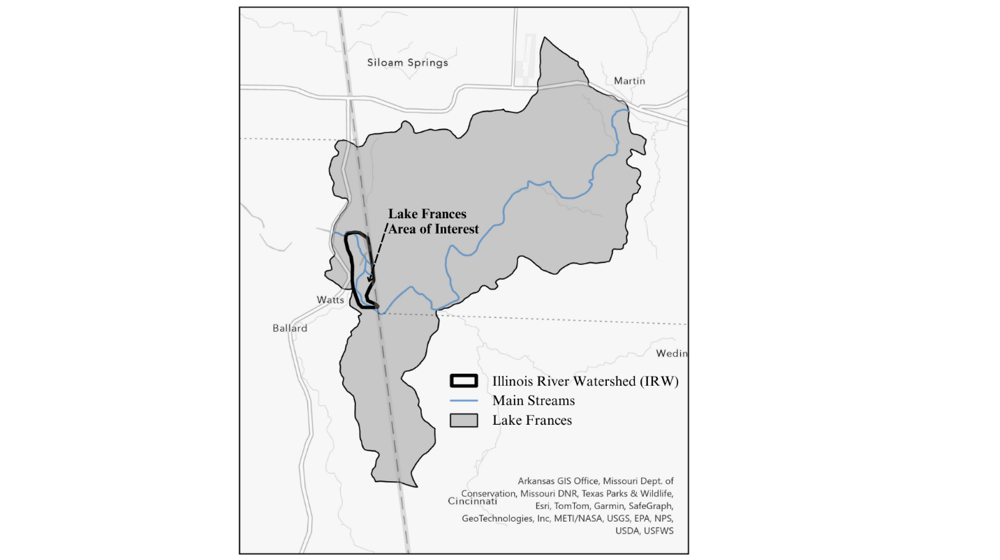 Siloam Springs
Martin
Lake Frances
Area of Interest
Watts
Ballard
Wedin
Illinois River Watershed (IRW)
Main Streams
Lake Frances
Cincinnati
Arkansas GIS Office, Missouri Dept. of
Conservation, Missouri DNR, Texas Parks & Wildlife,
Esri, TomTom, Garmin, SafeGraph,
GeoTechnologies, Inc, METI/NASA, USGS, EPA, NPS,
USDA, USFWS